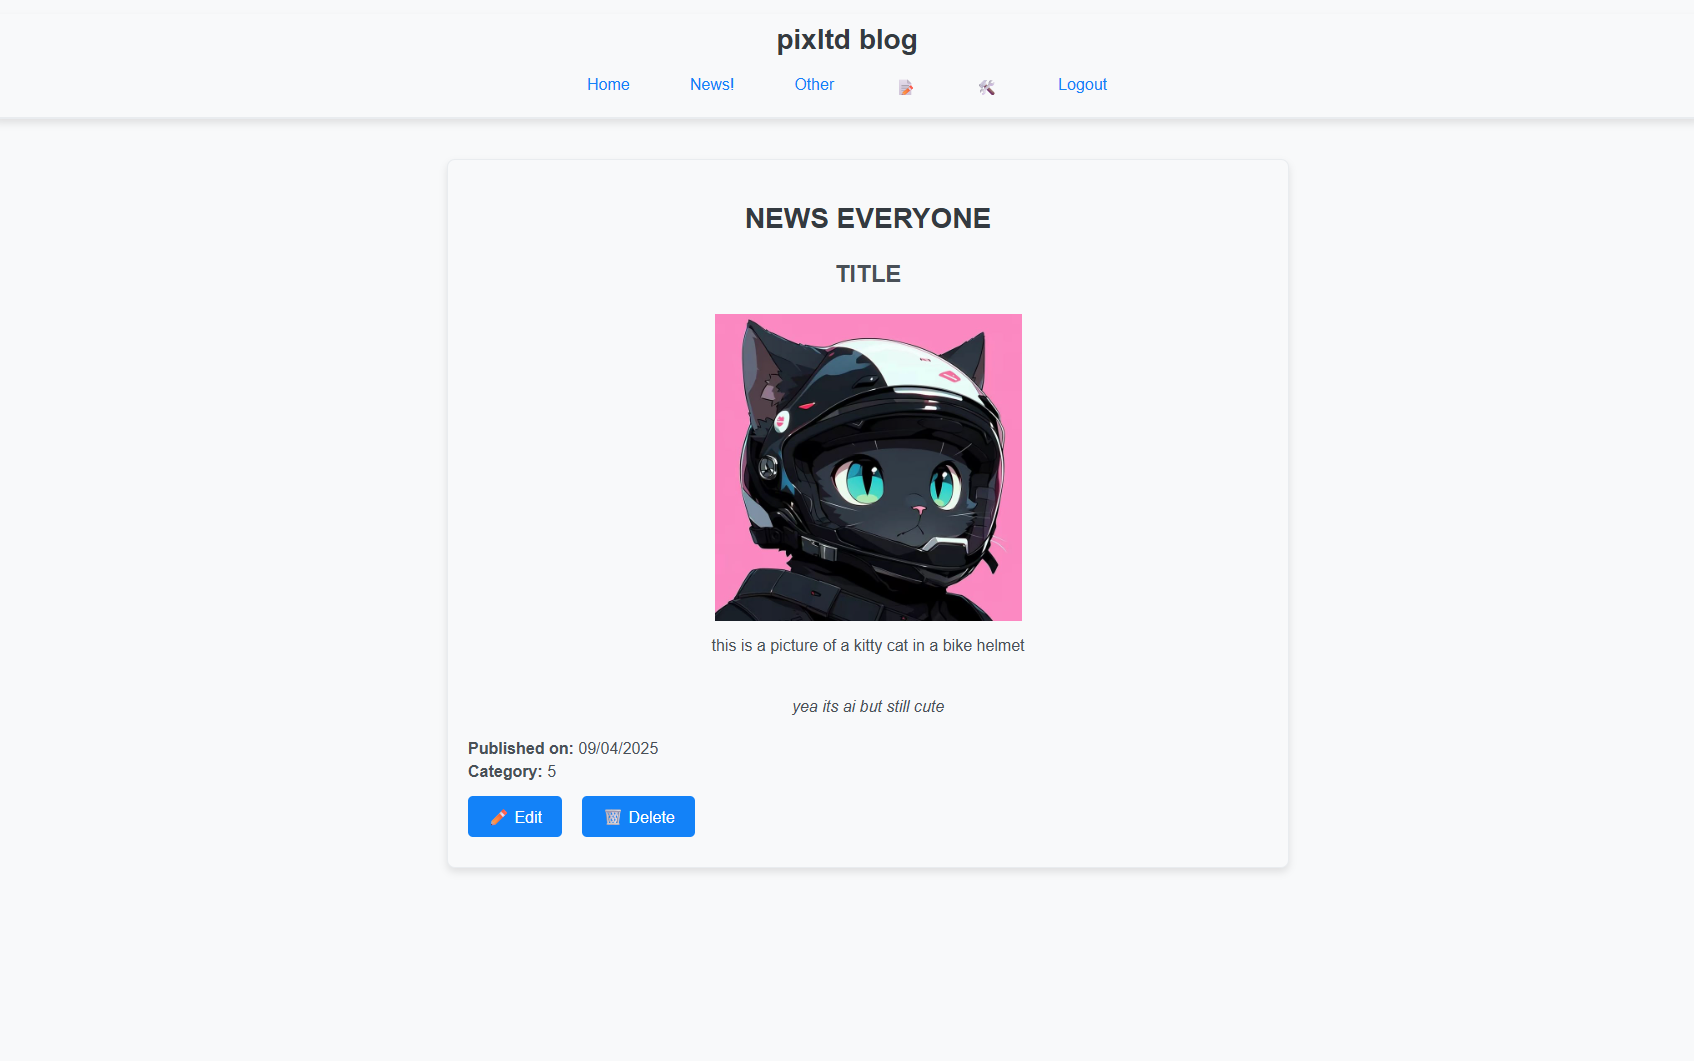 pixltd blog
Home News! Other 📝 🛠️ Logout
NEWS EVERYONE
TITLE
this is a picture of a kitty cat in a bike helmet
yea its ai but still cute
Published on: 09/04/2025
Category: 5
✏️ Edit 🗑️ Delete